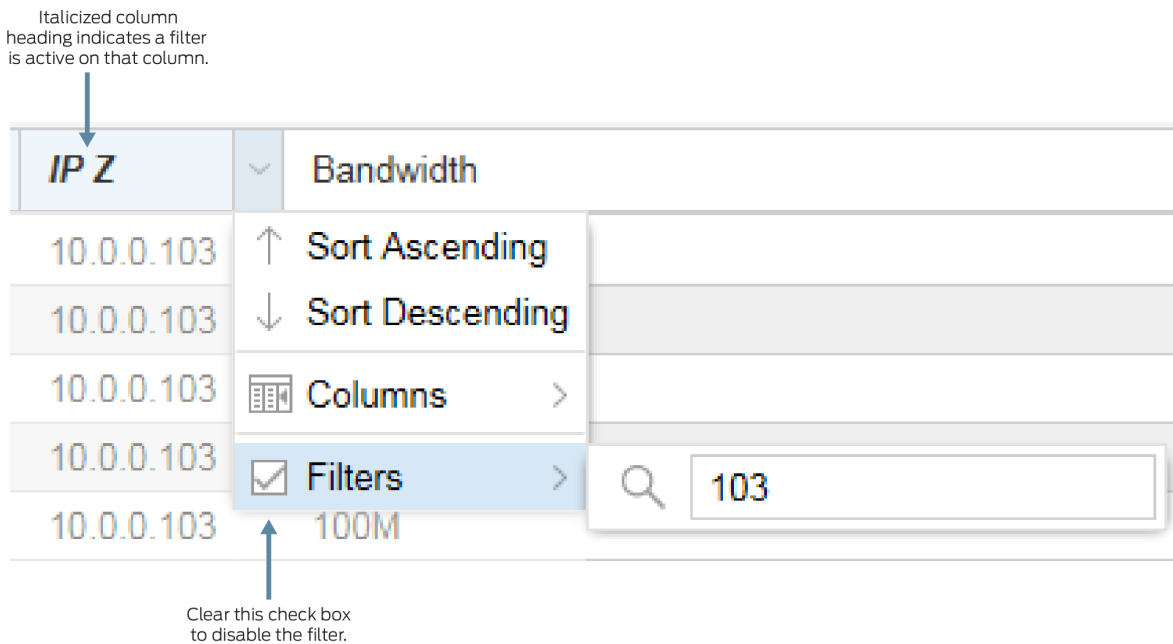 Italicized column
heading indicates a filter
is active on that column.
IP Z
Bandwidth
10.0.0.103
Sort Ascending
10.0.0.103
Sort Descending
10.0.0.103
Columns
10.0.0.103
Filters
103
10.0.0.103
100M
Clear this check box
to disable the filter.